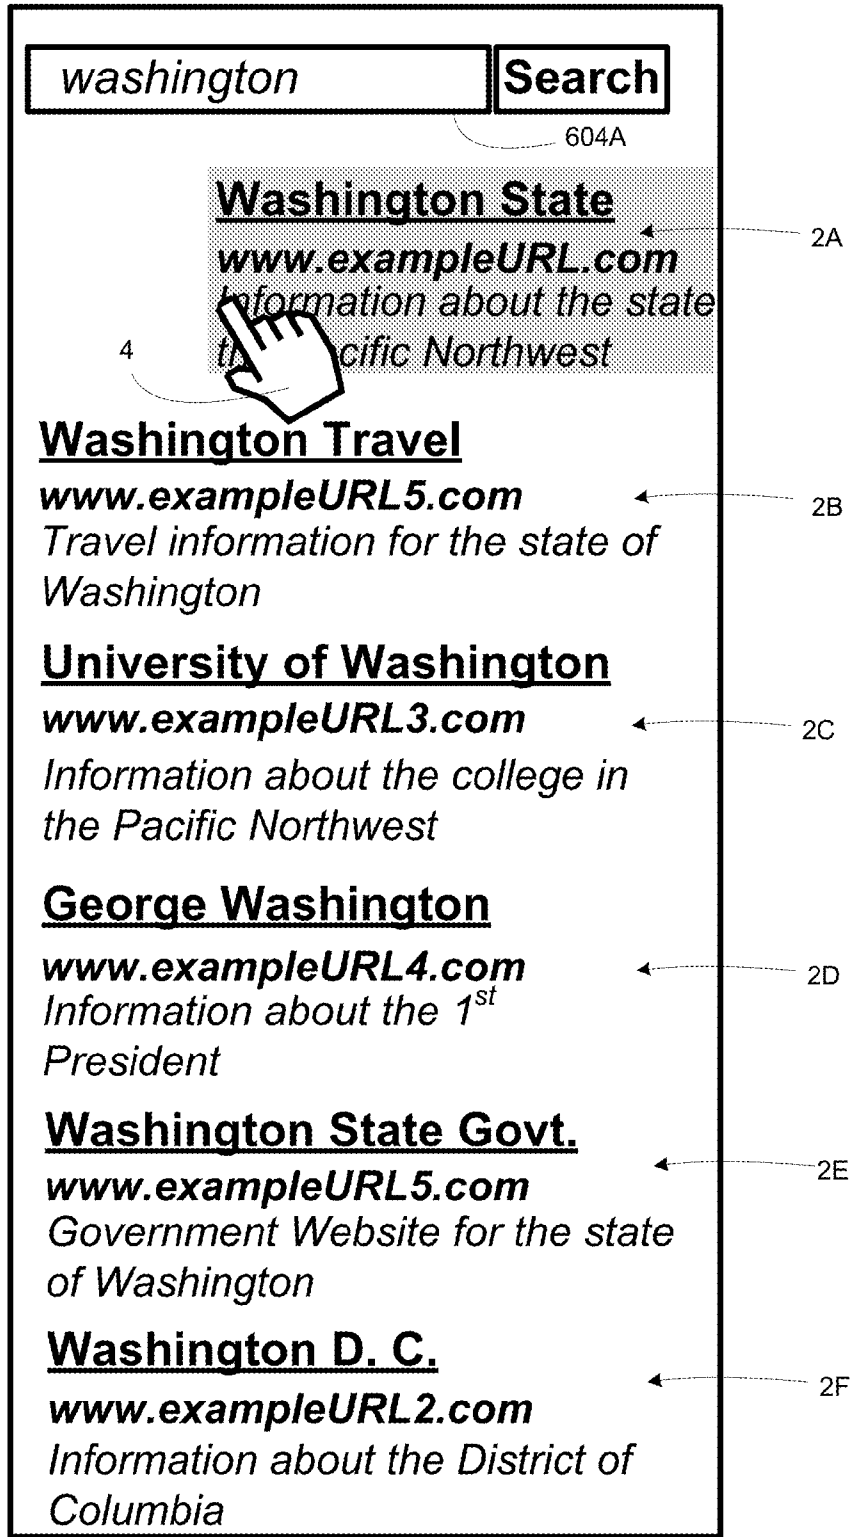 washington Search
604A
Washington State
2A
www.exampleURL.com
Information about the state
4
cific Northwest
Washington Travel
www.exampleURL5.com
2B
Travel information for the state of
Washington
University of Washington
www.exampleURL3.com
2C
Information about the college in
the Pacific Northwest
George Washington
www.exampleURL4.com
2D
Information about the 1st
President
Washington State Govt.
www.exampleURL5.com
2E
Government Website for the state
of Washington
Washington D. C.
www.exampleURL2.com
2F
Information about the District of
Columbia